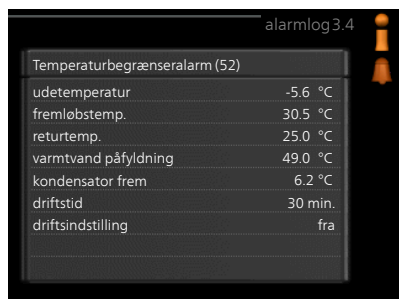 alarmlog 3.4
Temperaturbegrænseralarm (52)
udetemperatur -5.6 °C
fremløbstemp. 30.5 °C
returtemp. 25.0 °C
varmtvand påfyldning 49.0 °C
kondensator frem 6.2 °C
driftstid 30 min.
driftsindstilling fra